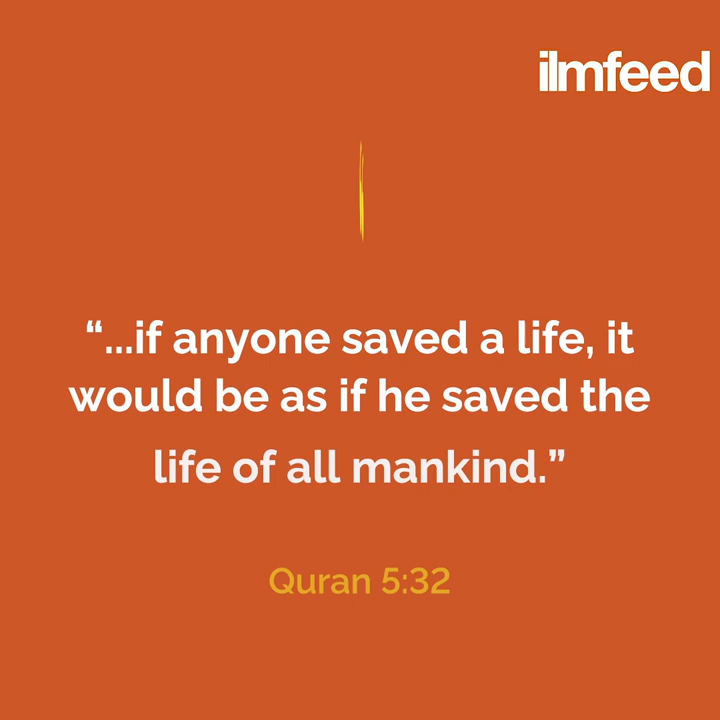 ilmfeed
“...if anyone saved a life, it
would be as if he saved the
life of all mankind.”
Quran 5:32